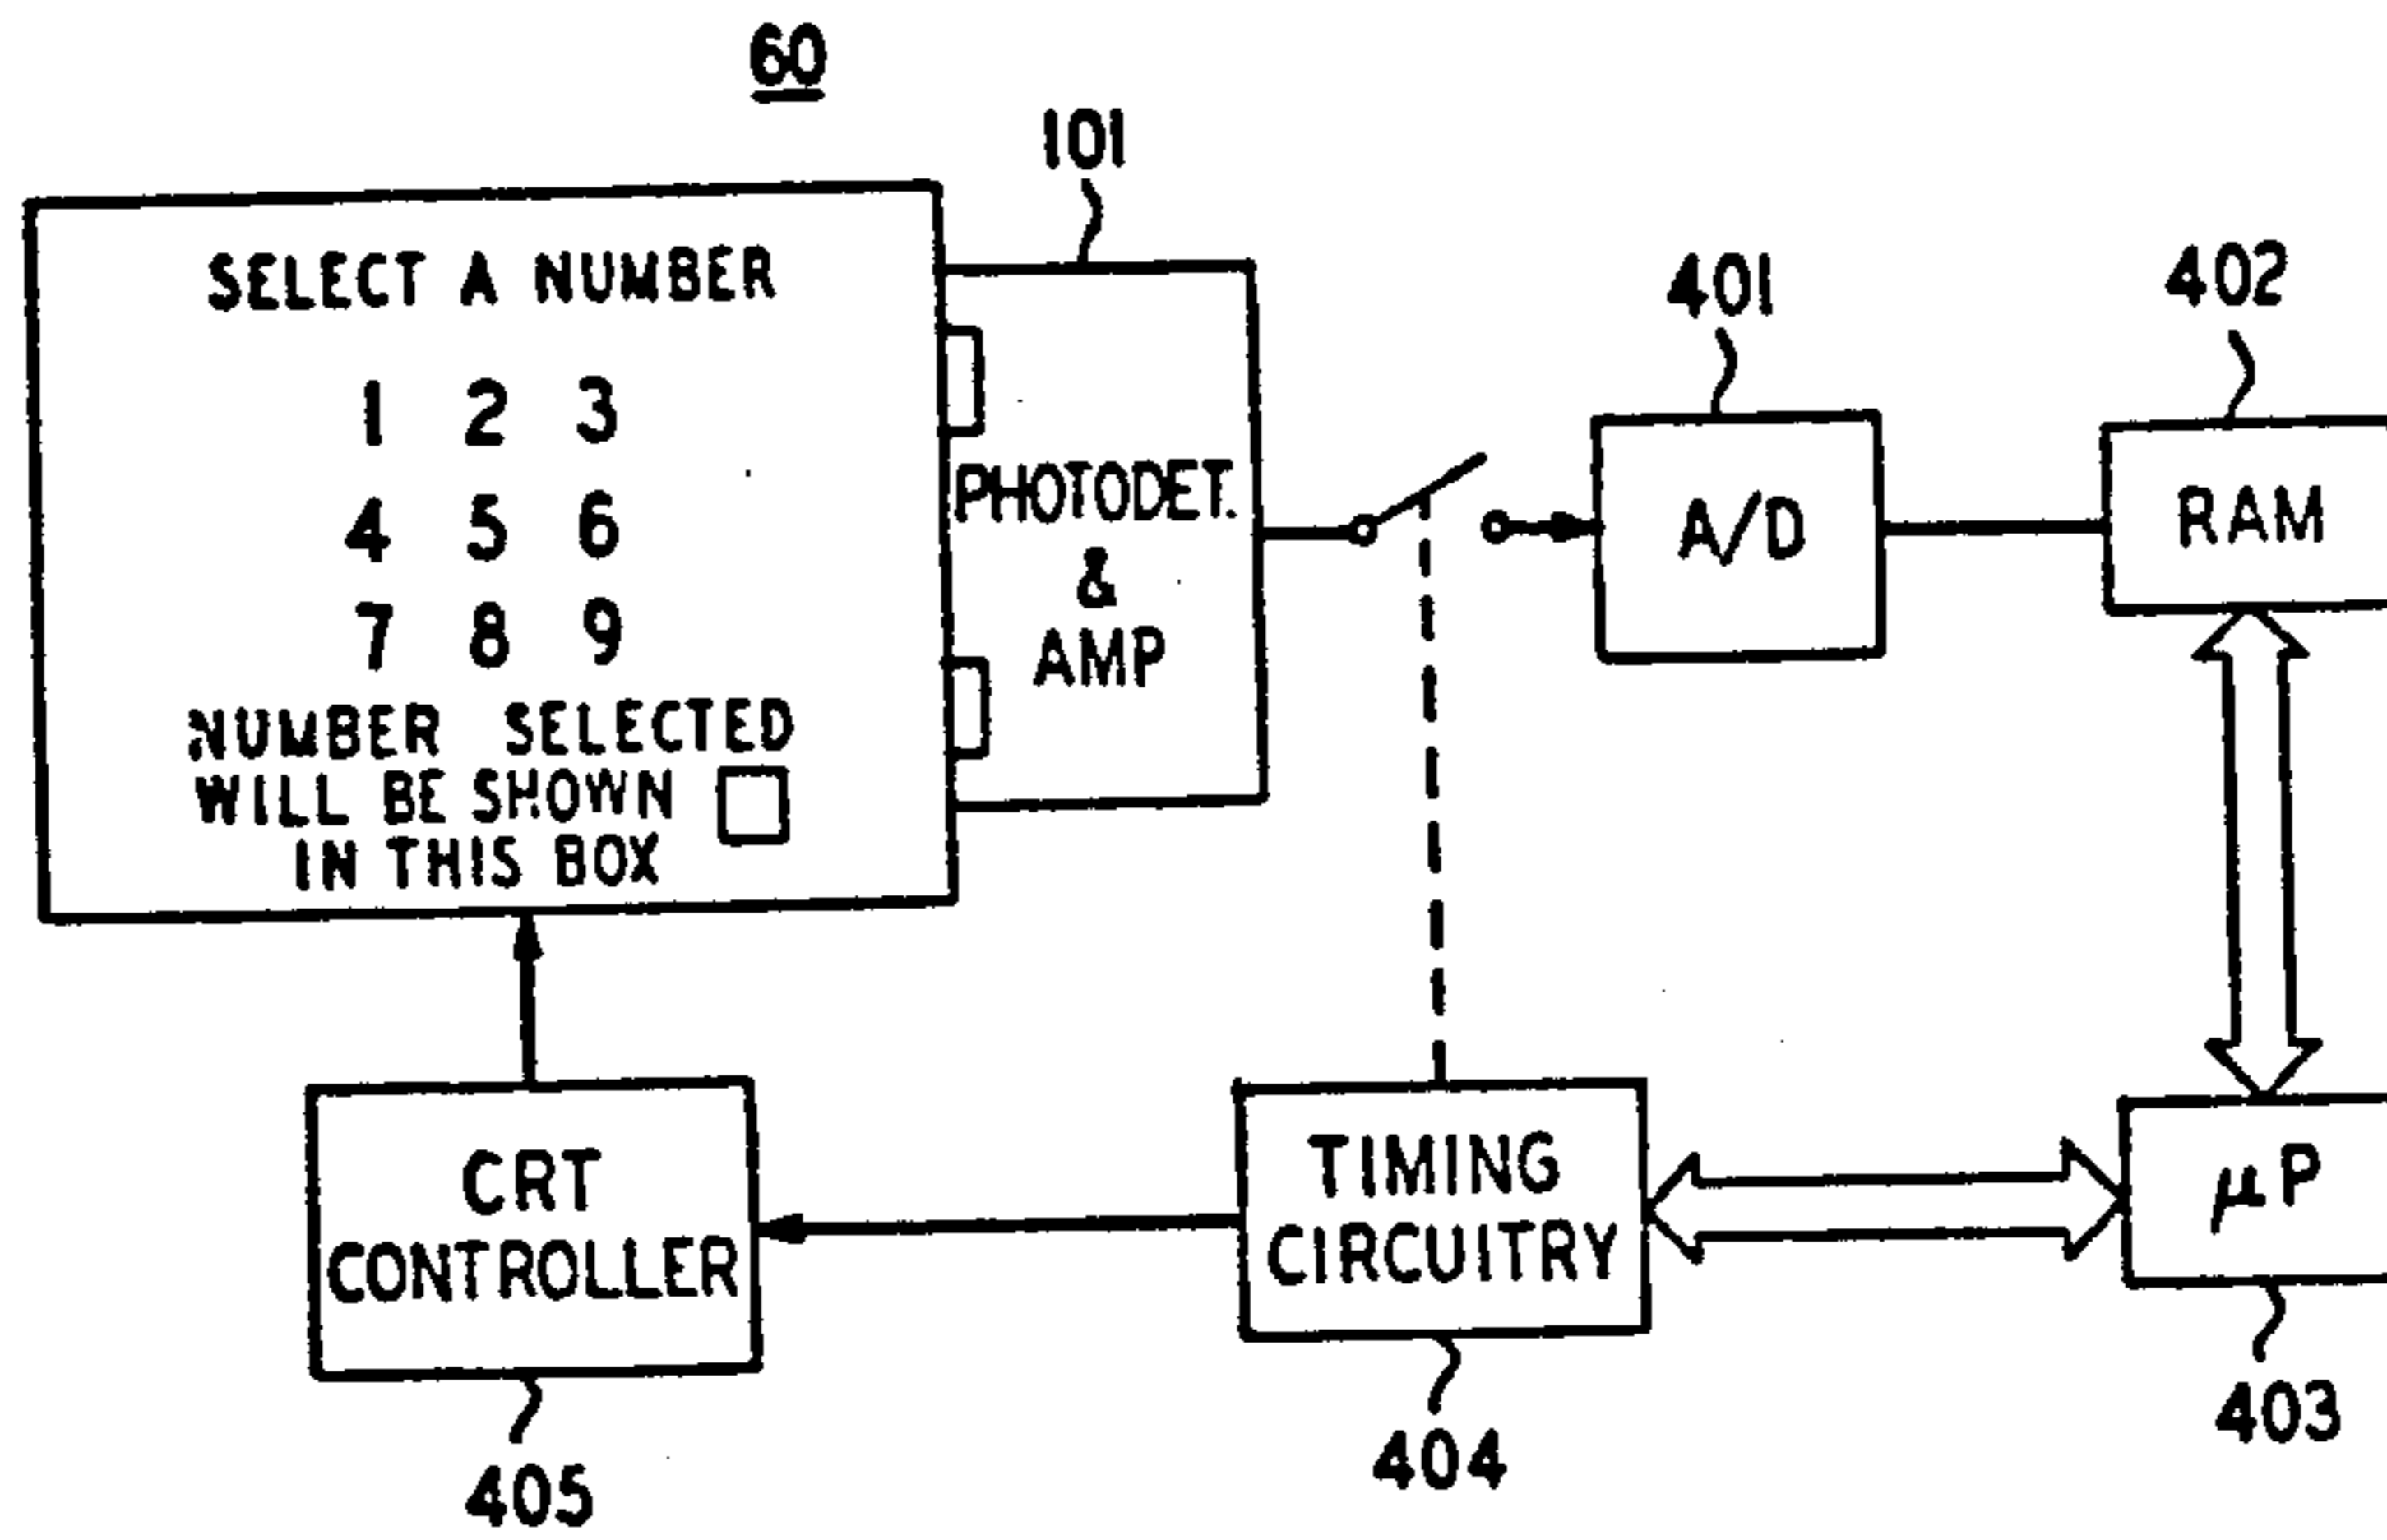 60
101
SELECT A NUMBER
1 2 3
4 5 6
7 8 9
NUMBER SELECTED
WILL BE SHOWN
IN THIS BOX
PHOTODET.
&
AMP
401
A/D
402
RAM
CRT
CONTROLLER
405
TIMING
CIRCUITRY
404
μP
403